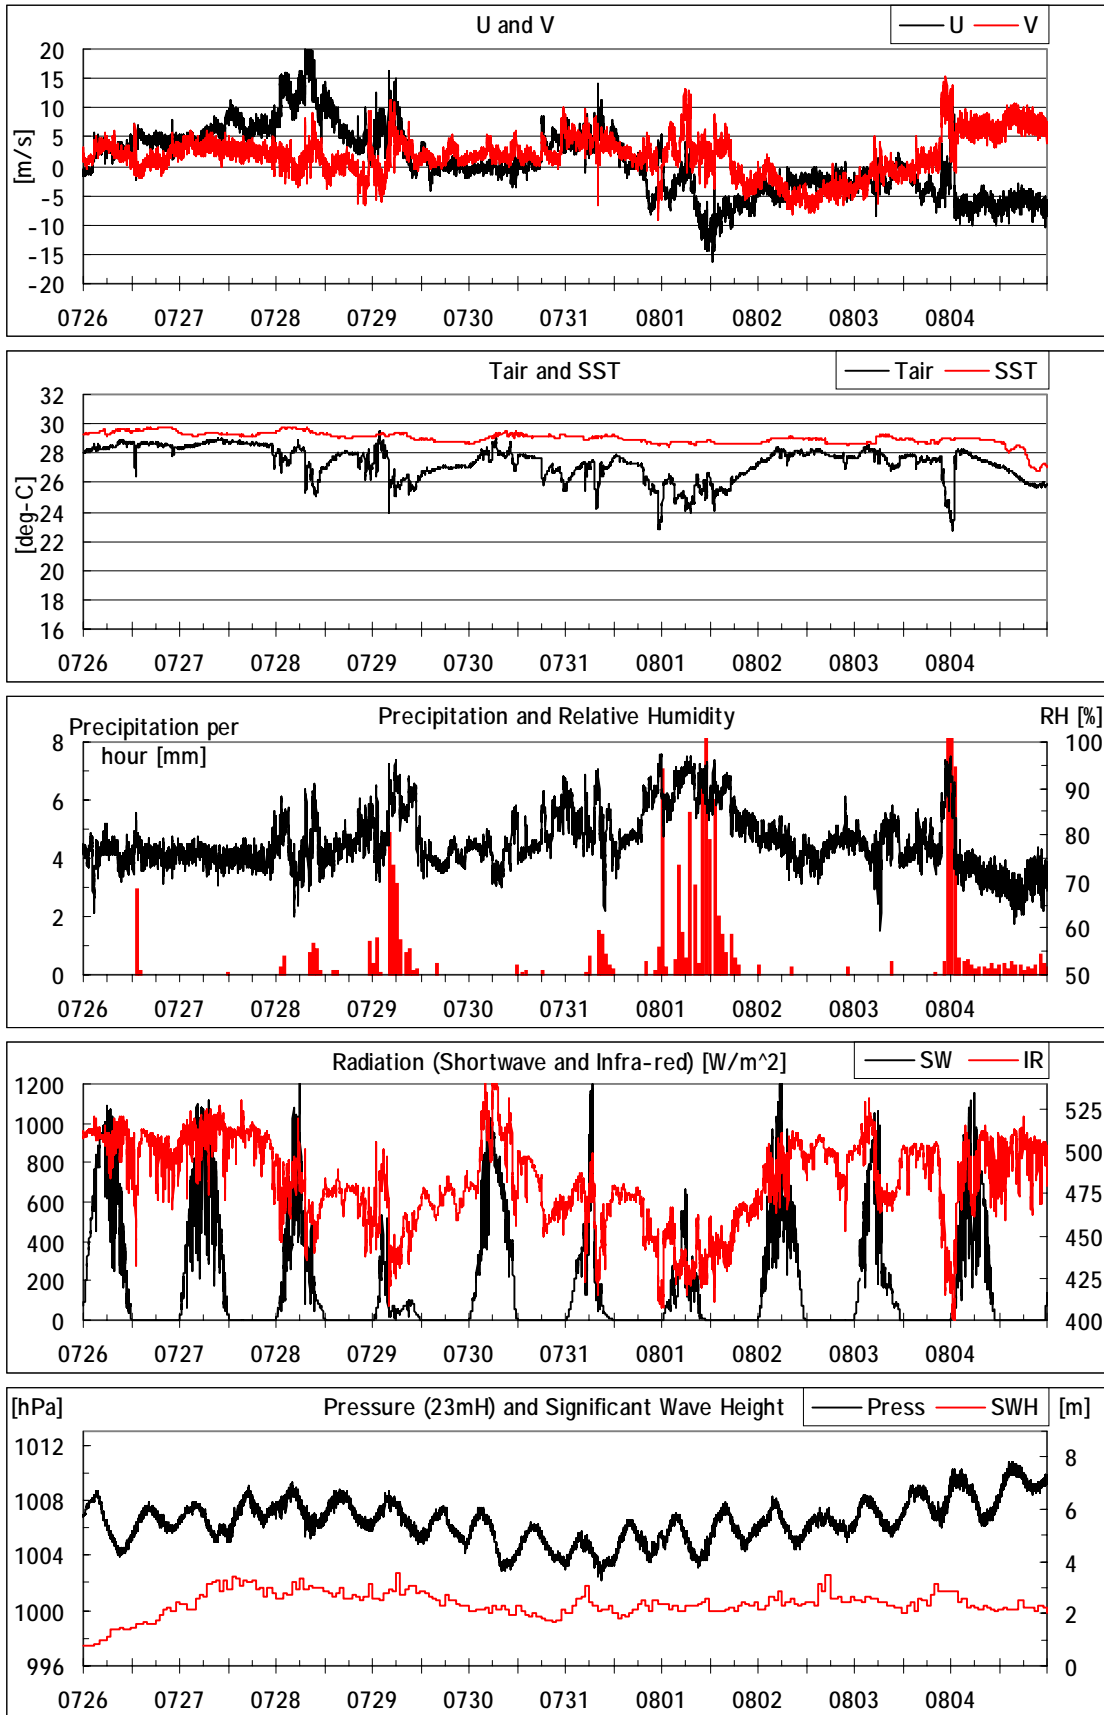 U and V
U V
20
15
10
5
0
-5
-10
-15
-20
[m/s]
0726 0727 0728 0729 0730 0731 0801 0802 0803 0804
Tair and SST
Tair SST
32
30
28
26
24
22
20
18
16
[deg-C]
0726 0727 0728 0729 0730 0731 0801 0802 0803 0804
Precipitation per
hour [mm]
Precipitation and Relative Humidity
RH [%]
8
6
4
2
0
100
90
80
70
60
50
0726 0727 0728 0729 0730 0731 0801 0802 0803 0804
Radiation (Shortwave and Infra-red) [W/m^2]
SW IR
1200
1000
800
600
400
200
0
525
500
475
450
425
400
0726 0727 0728 0729 0730 0731 0801 0802 0803 0804
[hPa]
Pressure (23mH) and Significant Wave Height
Press SWH
[m]
1012
1008
1004
1000
996
8
6
4
2
0
0726 0727 0728 0729 0730 0731 0801 0802 0803 0804